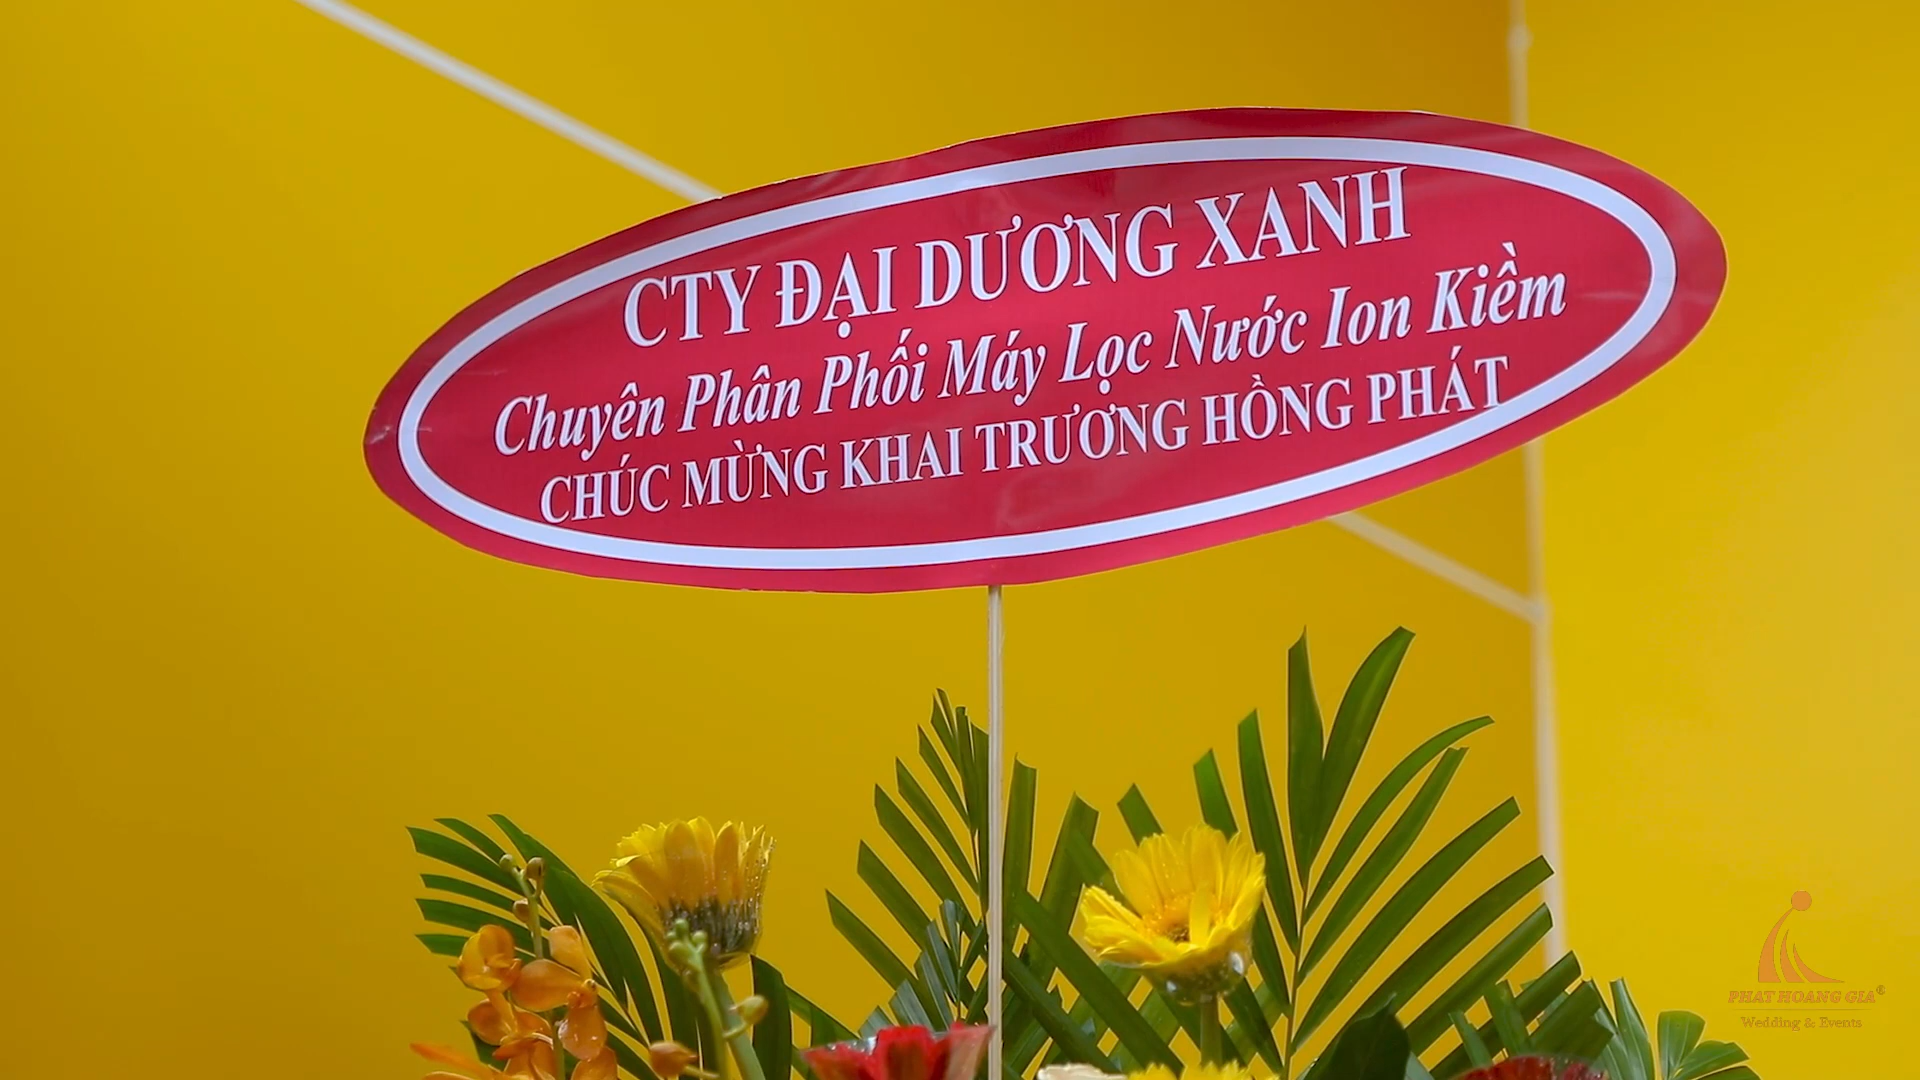 CTY ĐẠI DƯƠNG XANH
Chuyên Phân Phối Máy Lọc Nước Ion Kiềm
CHÚC MỪNG KHAI TRƯƠNG HỒNG PHÁT
PHAT HOANG GIA®
Wedding & Events